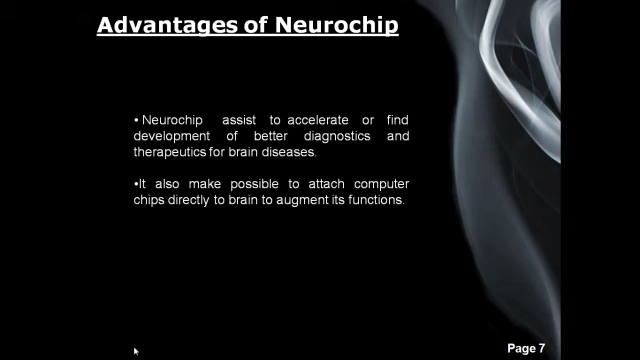 Advantages of Neurochip
• Neurochip assist to accelerate or find
development of better diagnostics and
therapeutics for brain diseases.
•It also make possible to attach computer
chips directly to brain to augment its functions.
Page 7